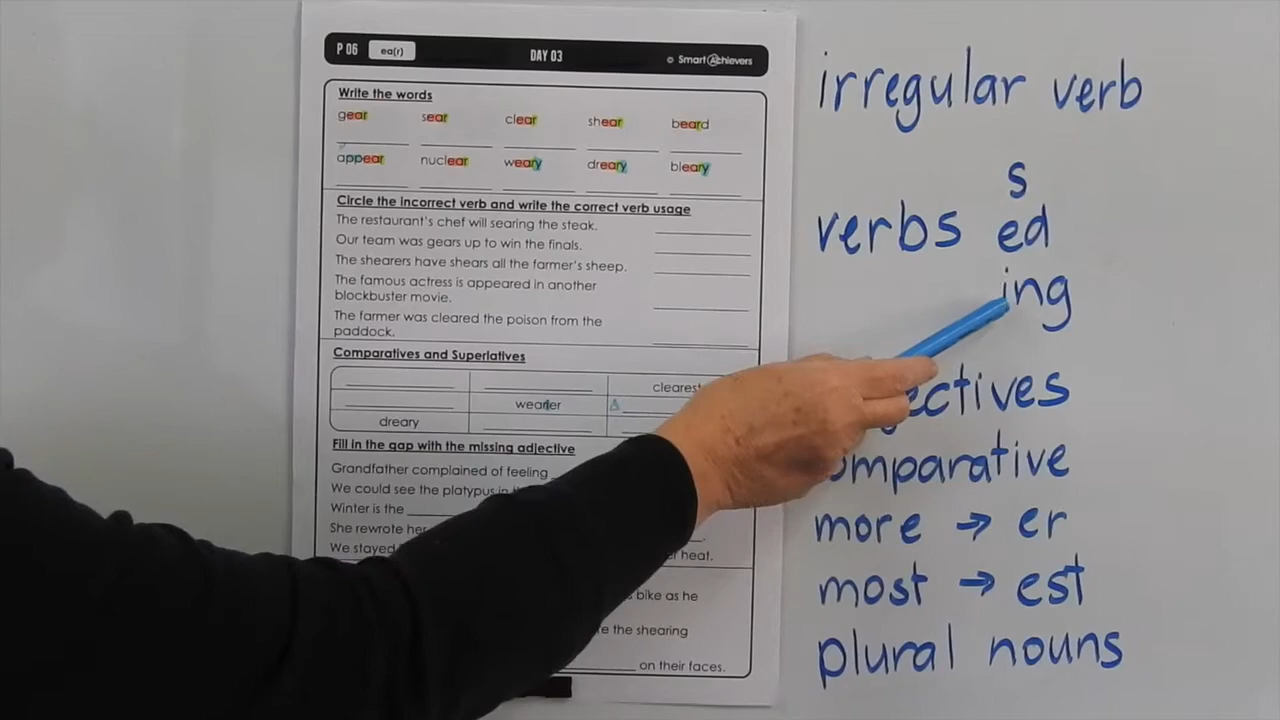 P 06 ea(r) DAY 03 © SmartAchievers
Write the words
gear sear clear shear beard
appear nuclear weary dreary bleary
Circle the incorrect verb and write the correct verb usage
The restaurant's chef will searing the steak.
Our team was gears up to win the finals.
The shearers have shears all the farmer's sheep.
The famous actress is appeared in another
blockbuster movie.
The farmer was cleared the poison from the
paddock.
Comparatives and Superlatives
clearest
wearier
dreary
Fill in the gap with the missing adjective
Grandfather complained of feeling
We could see the platypus in
Winter is the
She rewrote her
We stayed heat.
bike as he
the shearing
on their faces.
irregular verb
s
verbs ed
ing
more → er
most → est
plural nouns